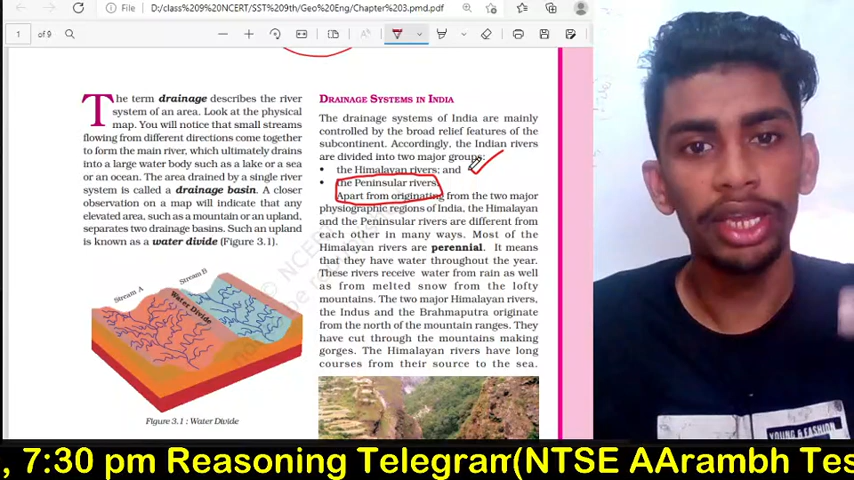 File
D:/class%209%20NCERT/SST%209th/Geo%20Eng/Chapter%203.pmd.pdf
1
of 9
The term drainage describes the river
system of an area. Look at the physical
map. You will notice that small streams
flowing from different directions come together
to form the main river, which ultimately drains
into a large water body such as a lake or a sea
or an ocean. The area drained by a single river
system is called a drainage basin. A closer
observation on a map will indicate that any
elevated area, such as a mountain or an upland,
separates two drainage basins. Such an upland
is known as a water divide (Figure 3.1).
Stream A
Stream B
Water Divide
Figure 3.1 : Water Divide
DRAINAGE SYSTEMS IN INDIA
The drainage systems of India are mainly
controlled by the broad relief features of the
subcontinent. Accordingly, the Indian rivers
are divided into two major groups:
• the Himalayan rivers; and
• the Peninsular rivers.
Apart from originating from the two major
physiographic regions of India, the Himalayan
and the Peninsular rivers are different from
each other in many ways. Most of the
Himalayan rivers are perennial. It means
that they have water throughout the year.
These rivers receive water from rain as well
as from melted snow from the lofty
mountains. The two major Himalayan rivers,
the Indus and the Brahmaputra originate
from the north of the mountain ranges. They
have cut through the mountains making
gorges. The Himalayan rivers have long
courses from their source to the sea.
© NCE
YOUNG & FASHION
, 7:30 pm Reasoning Telegram(NTSE AArambh Tes